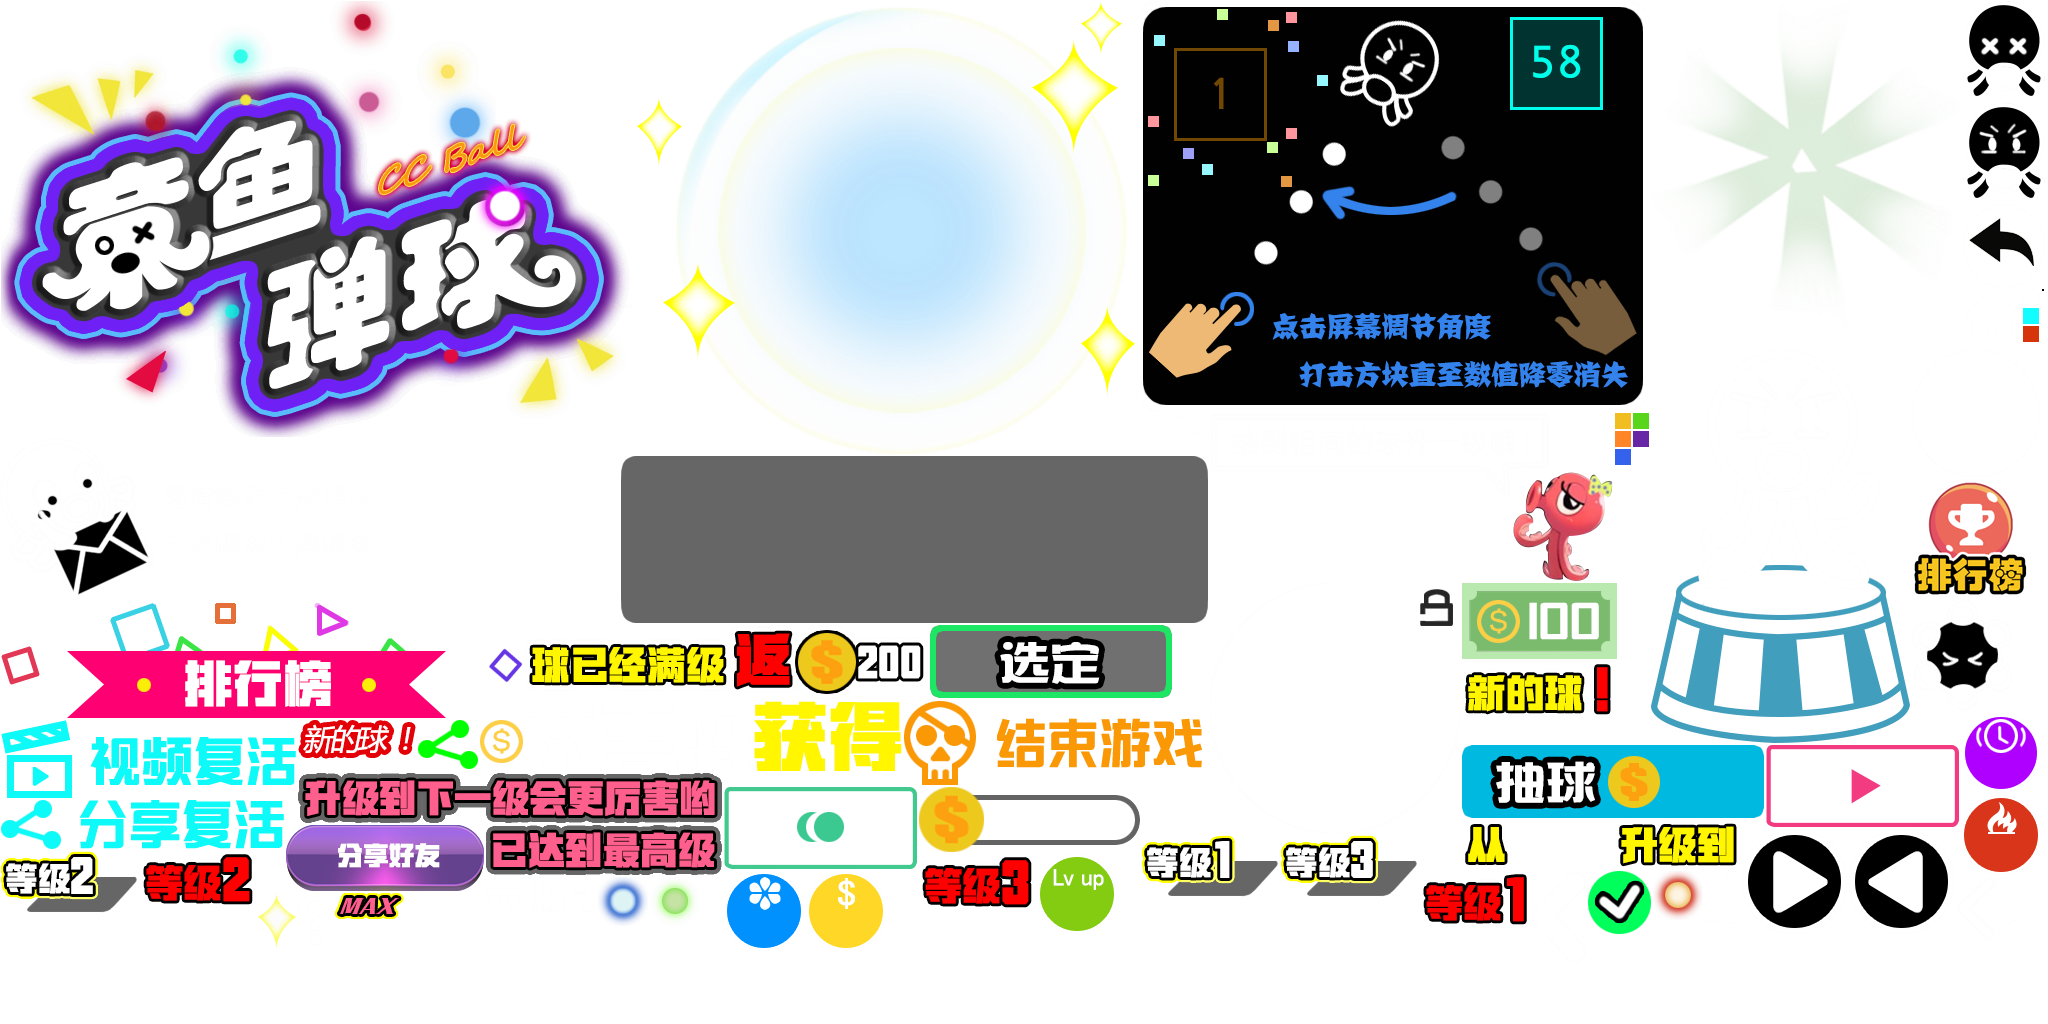 章鱼
弹球
CC Ball
1
58
点击屏幕调节角度
打击方块直至数值降零消失
排行榜
排行榜
球已经满级
返
$
200
选定
$
100
新的球！
视频复活
新的球！
$
获得
结束游戏
分享复活
升级到下一级会更厉害哟
抽球
$
分享好友
已达到最高级
$
等级2
等级2
MAX
$
等级3
Lv up
等级1
等级3
从
升级到
等级1